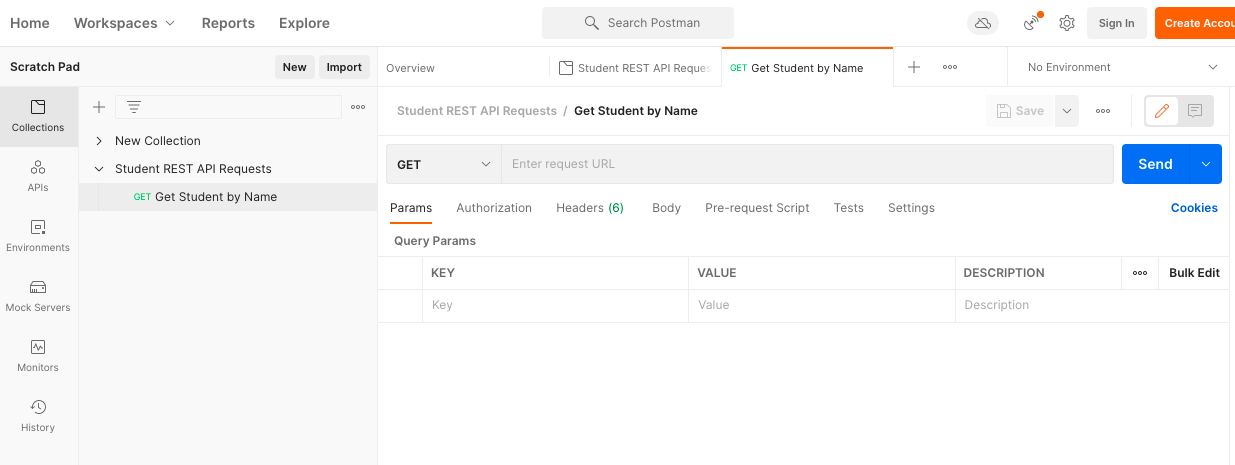 Home Workspaces Reports Explore Search Postman Sign In Create Accou
Scratch Pad New Import Overview Student REST API Reques GET Get Student by Name No Environment
Collections
New Collection
Student REST API Requests
GET Get Student by Name
APIs
Environments
Mock Servers
Monitors
History
Student REST API Requests / Get Student by Name Save
GET Enter request URL Send
Params Authorization Headers (6) Body Pre-request Script Tests Settings Cookies
Query Params
KEY VALUE DESCRIPTION Bulk Edit
Key Value Description